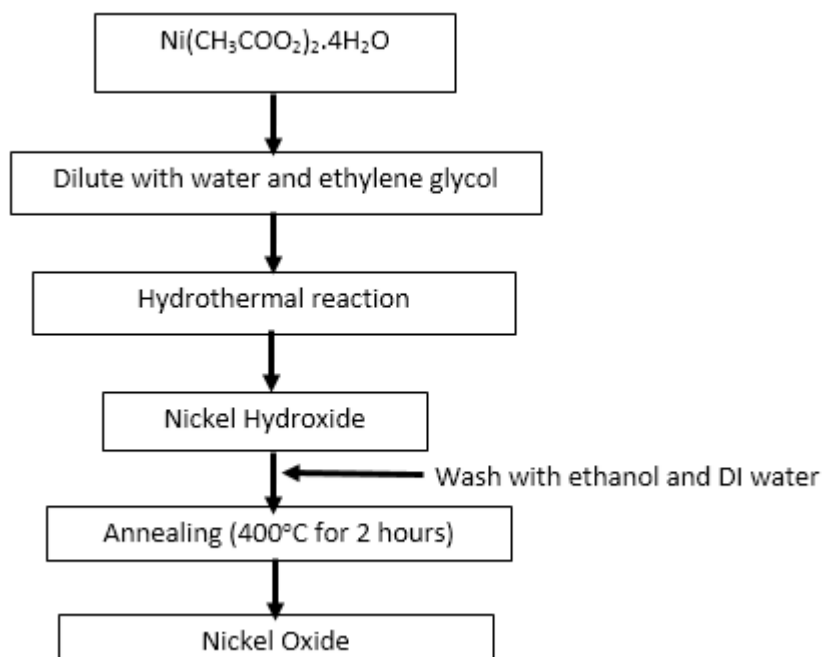 Ni(CH₃COO₂)₂.4H₂O
Dilute with water and ethylene glycol
Hydrothermal reaction
Nickel Hydroxide
Wash with ethanol and DI water
Annealing (400°C for 2 hours)
Nickel Oxide